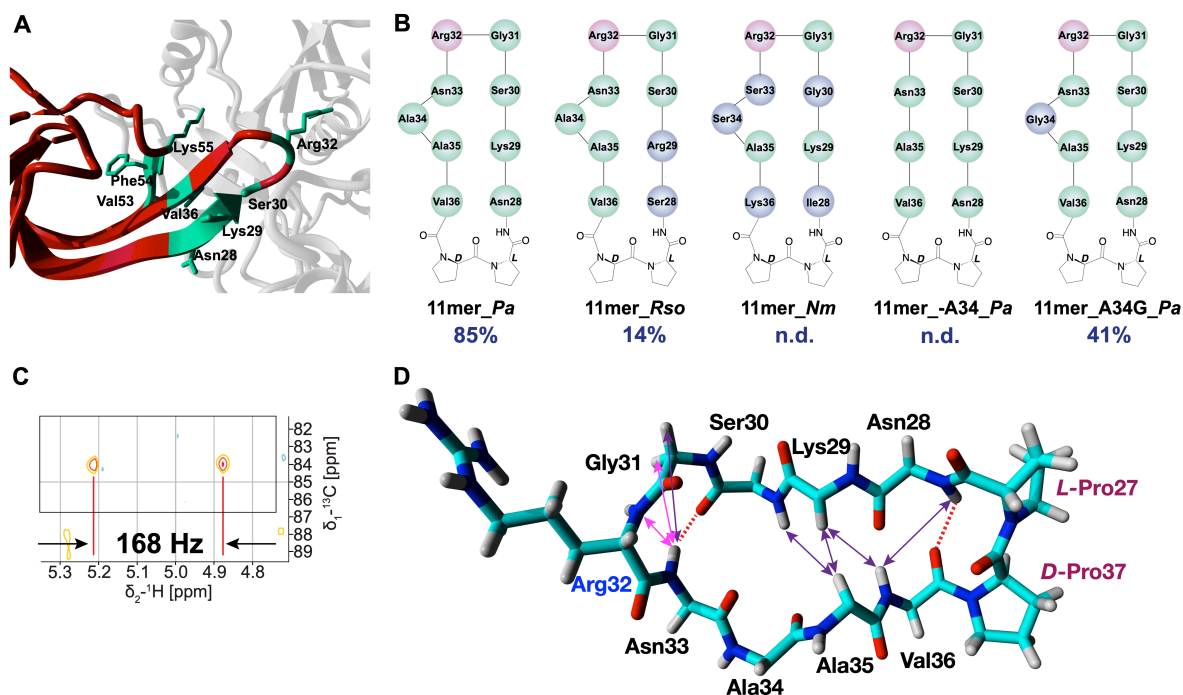 A
Lys55
Arg32
Phe54
Val53
Val36
Ser30
Lys29
Asn28
B
Arg32 Gly31
Asn33 Ser30
Ala34
Ala35 Lys29
Val36 Asn28
O HN O
N D O N L
O
11mer_Pa
85%
Arg32 Gly31
Asn33 Ser30
Ala34
Ala35 Arg29
Val36 Ser28
O HN O
N D O N L
O
11mer_Rso
14%
Arg32 Gly31
Ser33 Gly30
Ser34
Ala35 Lys29
Lys36 Ile28
O HN O
N D O N L
O
11mer_Nm
n.d.
Arg32 Gly31
Asn33 Ser30
Ala35 Lys29
Val36 Asn28
O HN O
N D O N L
O
11mer_-A34_Pa
n.d.
Arg32 Gly31
Asn33 Ser30
Gly34
Ala35 Lys29
Val36 Asn28
O HN O
N D O N L
O
11mer_A34G_Pa
41%
C
82
83
84
85
86
87
88
89
δ₁-¹³C [ppm]
168 Hz
5.3 5.2 5.1 5.0 4.9 4.8
δ₂-¹H [ppm]
D
Ser30
Asn28
Lys29
Gly31
L-Pro27
Arg32
D-Pro37
Asn33
Ala35
Val36
Ala34